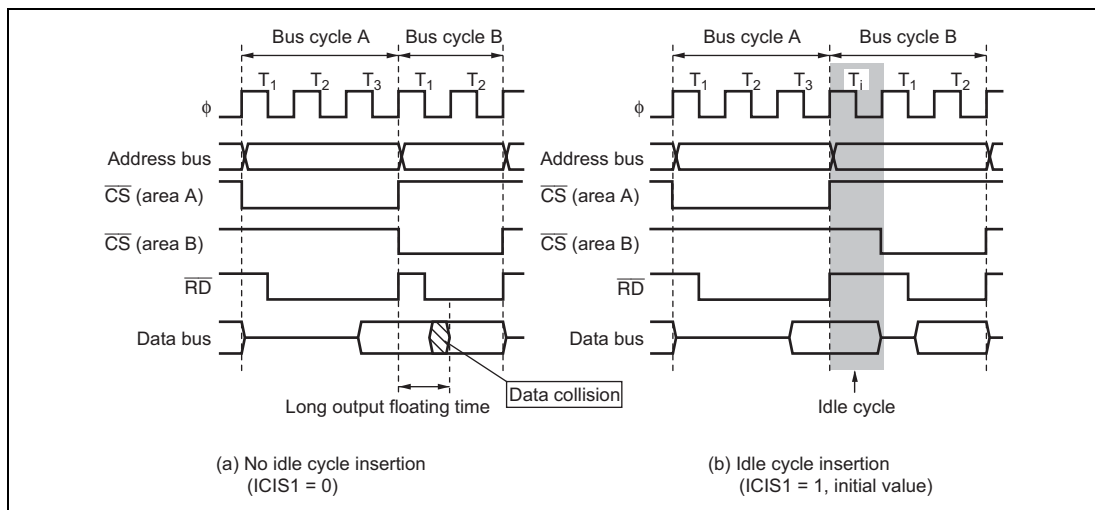 Bus cycle A Bus cycle B
T1 T2 T3 T1 T2
ϕ
Address bus
CS (area A)
CS (area B)
RD
Data bus
Long output floating time
Data collision
(a) No idle cycle insertion
(ICIS1 = 0)
Bus cycle A Bus cycle B
T1 T2 T3 Ti T1 T2
ϕ
Address bus
CS (area A)
CS (area B)
RD
Data bus
Idle cycle
(b) Idle cycle insertion
(ICIS1 = 1, initial value)